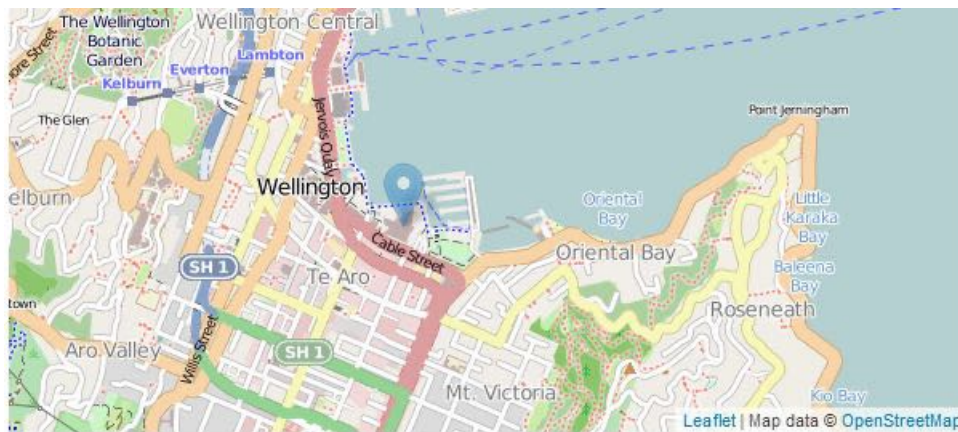 The Wellington
Botanic
Garden
Wellington Central
Lambton
Everton
Kelburn
The Glen
Jervois Quay
Point Jerningham
Wellington
elburn
Oriental
Bay
Little
Karaka
Bay
Cable Street
Oriental Bay
SH 1
Te Aro
Baleena
Bay
town
Roseneath
Aro Valley
Willis Street
SH 1
Mt. Victoria
Kio Bay
Leaflet | Map data © OpenStreetMap